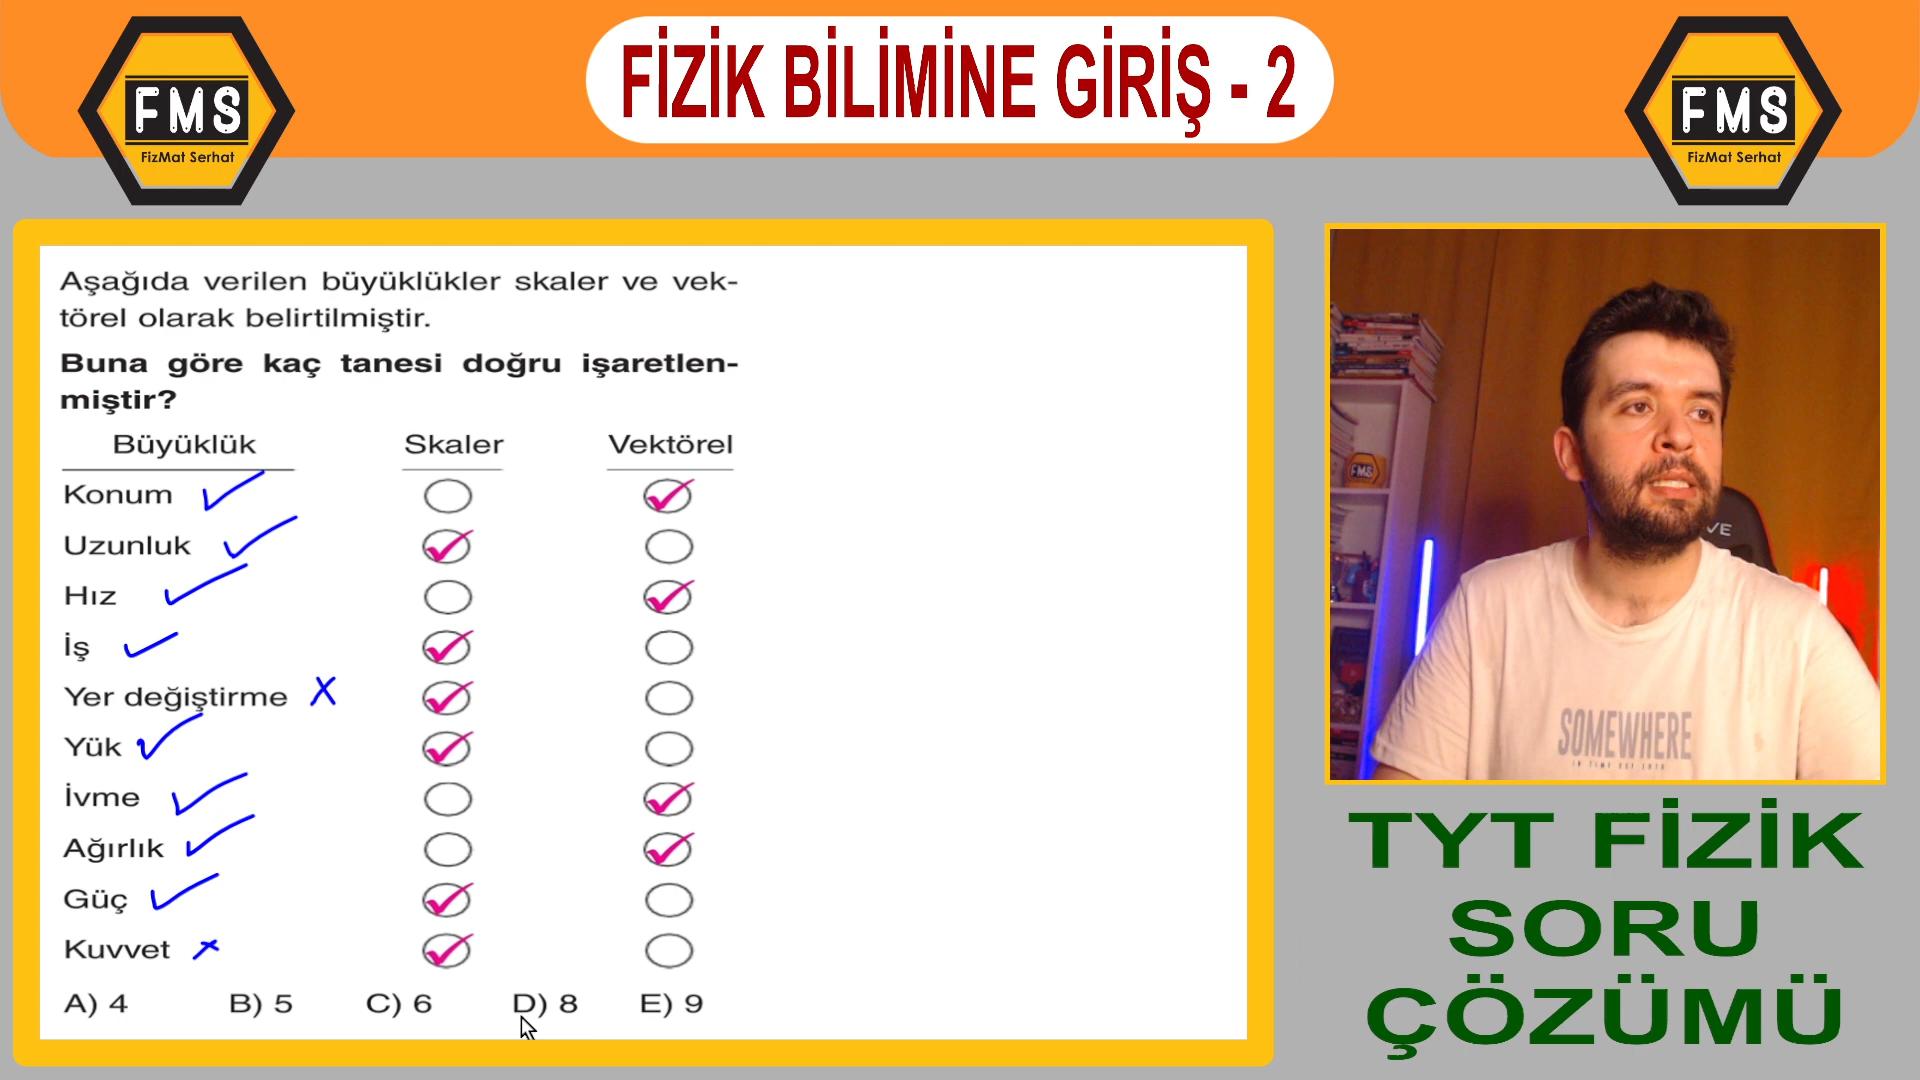 FİZİK BİLİMİNE GİRİŞ - 2
FMS
FizMat Serhat
FMS
FizMat Serhat
Aşağıda verilen büyüklükler skaler ve vek-
törel olarak belirtilmiştir.
Buna göre kaç tanesi doğru işaretlen-
miştir?
Büyüklük Skaler Vektörel
Konum
Uzunluk
Hız
İş
Yer değiştirme
Yük
İvme
Ağırlık
Güç
Kuvvet
A) 4 B) 5 C) 6 D) 8 E) 9
FMS
VE
SOMEWHERE
TYT FİZİK
SORU
ÇÖZÜMÜ